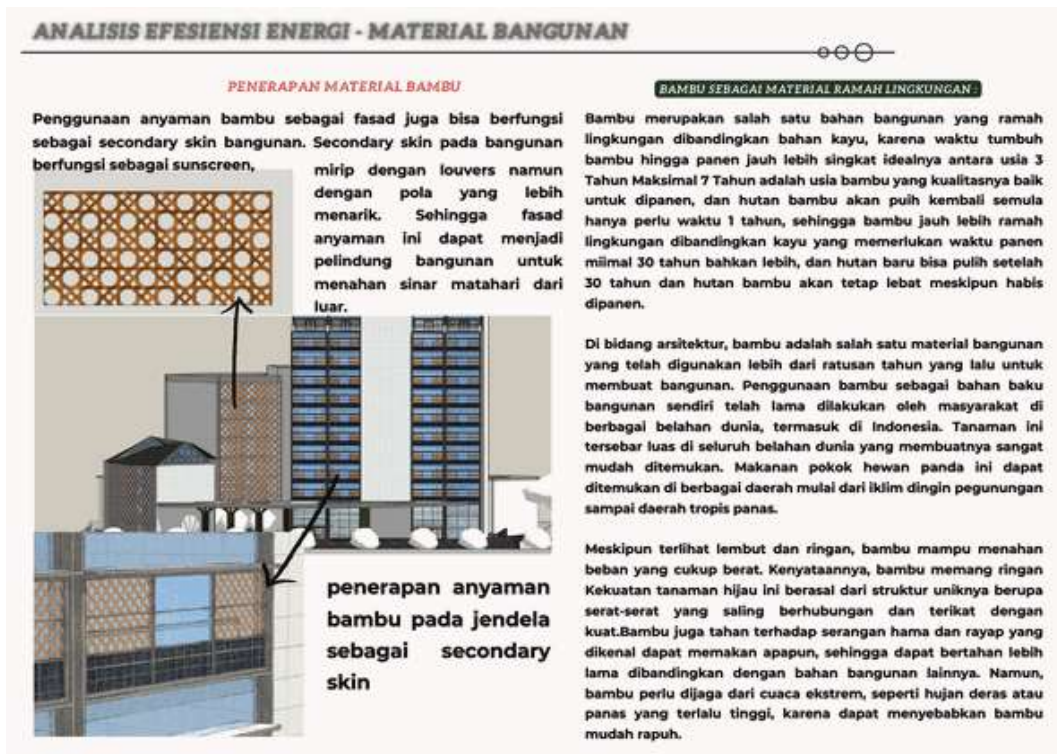 ANALISIS EFESIENSI ENERGI - MATERIAL BANGUNAN
PENERAPAN MATERIAL BAMBU
Penggunaan anyaman bambu sebagai fasad juga bisa berfungsi
sebagai secondary skin bangunan. Secondary skin pada bangunan
berfungsi sebagai sunscreen,
mirip dengan louvers namun
dengan pola yang lebih
menarik. Sehingga fasad
anyaman ini dapat menjadi
pelindung bangunan untuk
menahan sinar matahari dari
luar.
penerapan anyaman
bambu pada jendela
sebagai secondary
skin
BAMBU SEBAGAI MATERIAL RAMAH LINGKUNGAN :
Bambu merupakan salah satu bahan bangunan yang ramah
lingkungan dibandingkan bahan kayu, karena waktu tumbuh
bambu hingga panen jauh lebih singkat idealnya antara usia 3
Tahun Maksimal 7 Tahun adalah usia bambu yang kualitasnya baik
untuk dipanen, dan hutan bambu akan puih kembali semula
hanya perlu waktu 1 tahun, sehingga bambu jauh lebih ramah
lingkungan dibandingkan kayu yang memerlukan waktu panen
miimal 30 tahun bahkan lebih, dan hutan baru bisa pulih setelah
30 tahun dan hutan bambu akan tetap lebat meskipun habis
dipanen.
Di bidang arsitektur, bambu adalah salah satu material bangunan
yang telah digunakan lebih dari ratusan tahun yang lalu untuk
membuat bangunan. Penggunaan bambu sebagai bahan baku
bangunan sendiri telah lama dilakukan oleh masyarakat di
berbagai belahan dunia, termasuk di Indonesia. Tanaman ini
tersebar luas di seluruh belahan dunia yang membuatnya sangat
mudah ditemukan. Makanan pokok hewan panda ini dapat
ditemukan di berbagai daerah mulai dari iklim dingin pegunungan
sampai daerah tropis panas.
Meskipun terlihat lembut dan ringan, bambu mampu menahan
beban yang cukup berat. Kenyataannya, bambu memang ringan
Kekuatan tanaman hijau ini berasal dari struktur uniknya berupa
serat-serat yang saling berhubungan dan terikat dengan
kuat.Bambu juga tahan terhadap serangan hama dan rayap yang
dikenal dapat memakan apapun, sehingga dapat bertahan lebih
lama dibandingkan dengan bahan bangunan lainnya. Namun,
bambu perlu dijaga dari cuaca ekstrem, seperti hujan deras atau
panas yang terlalu tinggi, karena dapat menyebabkan bambu
mudah rapuh.